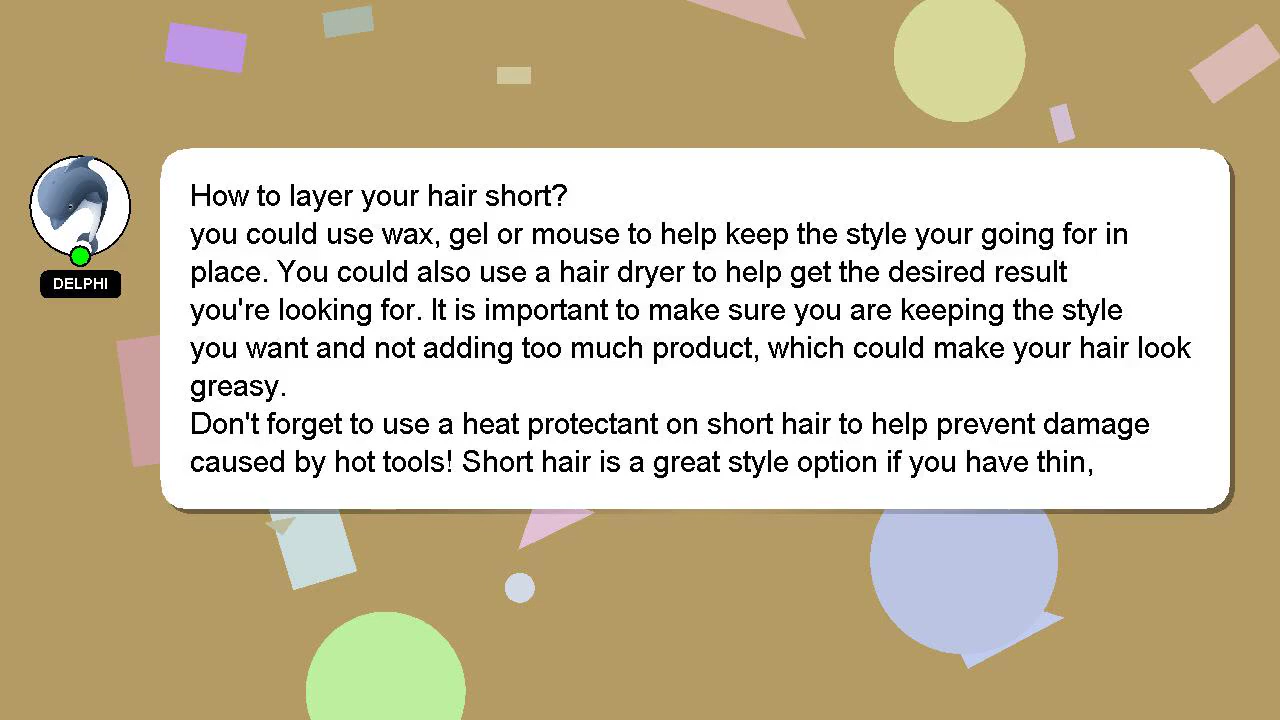 How to layer your hair short?
you could use wax, gel or mouse to help keep the style your going for in
place. You could also use a hair dryer to help get the desired result
you're looking for. It is important to make sure you are keeping the style
you want and not adding too much product, which could make your hair look
greasy.
Don't forget to use a heat protectant on short hair to help prevent damage
caused by hot tools! Short hair is a great style option if you have thin,
DELPHI